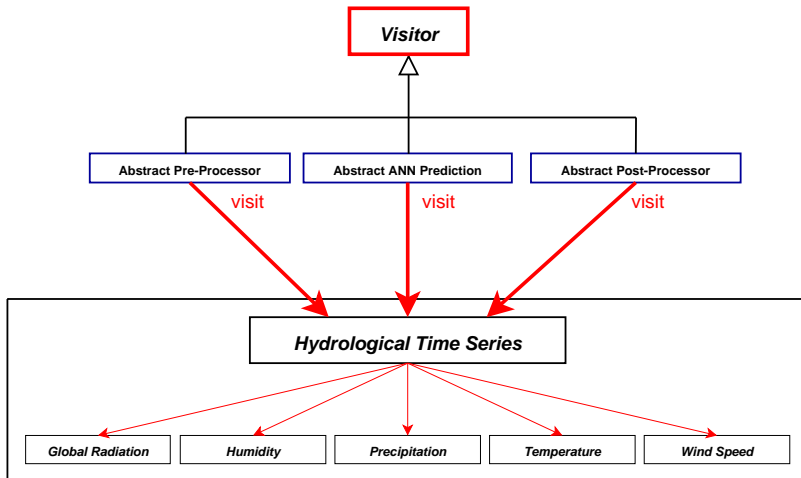 Visitor
Abstract Pre-Processor
Abstract ANN Prediction
Abstract Post-Processor
visit
visit
visit
Hydrological Time Series
Global Radiation
Humidity
Precipitation
Temperature
Wind Speed